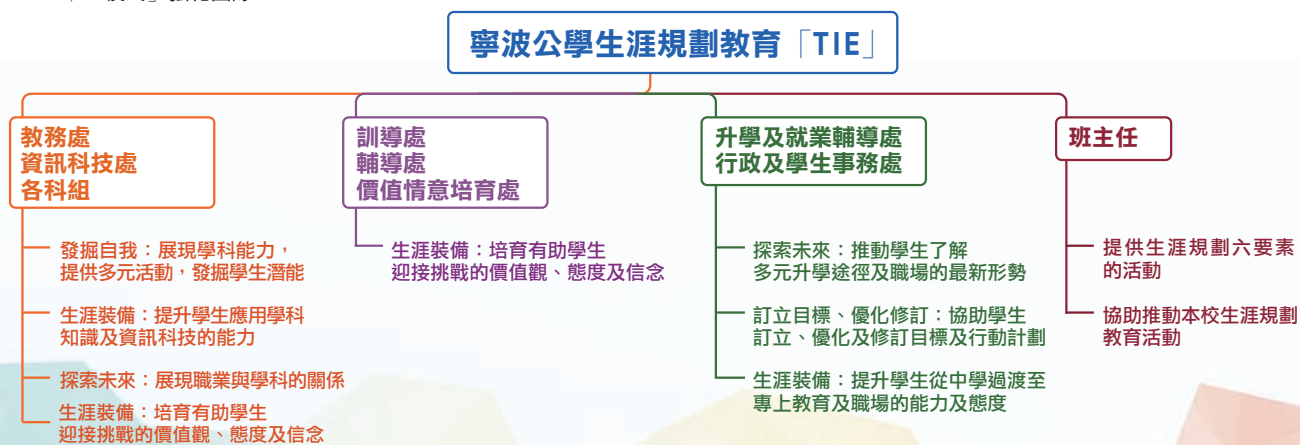 寧波公學生涯規劃教育「TIE」
教務處
資訊科技處
各科組
發掘自我：展現學科能力，
提供多元活動，發掘學生潛能
生涯裝備：提升學生應用學科
知識及資訊科技的能力
探索未來：展現職業與學科的關係
生涯裝備：培育有助學生
迎接挑戰的價值觀、態度及信念
訓導處
輔導處
價值情意培育處
生涯裝備：培育有助學生
迎接挑戰的價值觀、態度及信念
升學及就業輔導處
行政及學生事務處
探索未來：推動學生了解
多元升學途徑及職場的最新形勢
訂立目標、優化修訂：協助學生
訂立、優化及修訂目標及行動計劃
生涯裝備：提升學生從中學過渡至
專上教育及職場的能力及態度
班主任
提供生涯規劃六要素
的活動
協助推動本校生涯規劃
教育活動